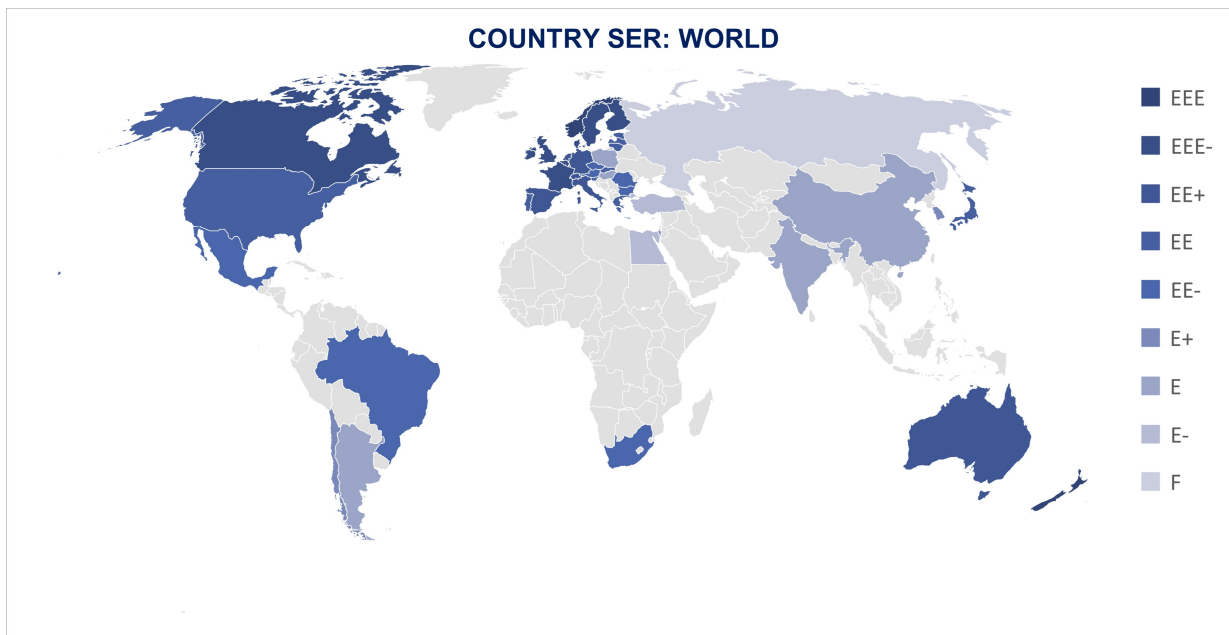 COUNTRY SER: WORLD
EEE
EEE-
EE+
EE
EE-
E+
E
E-
F